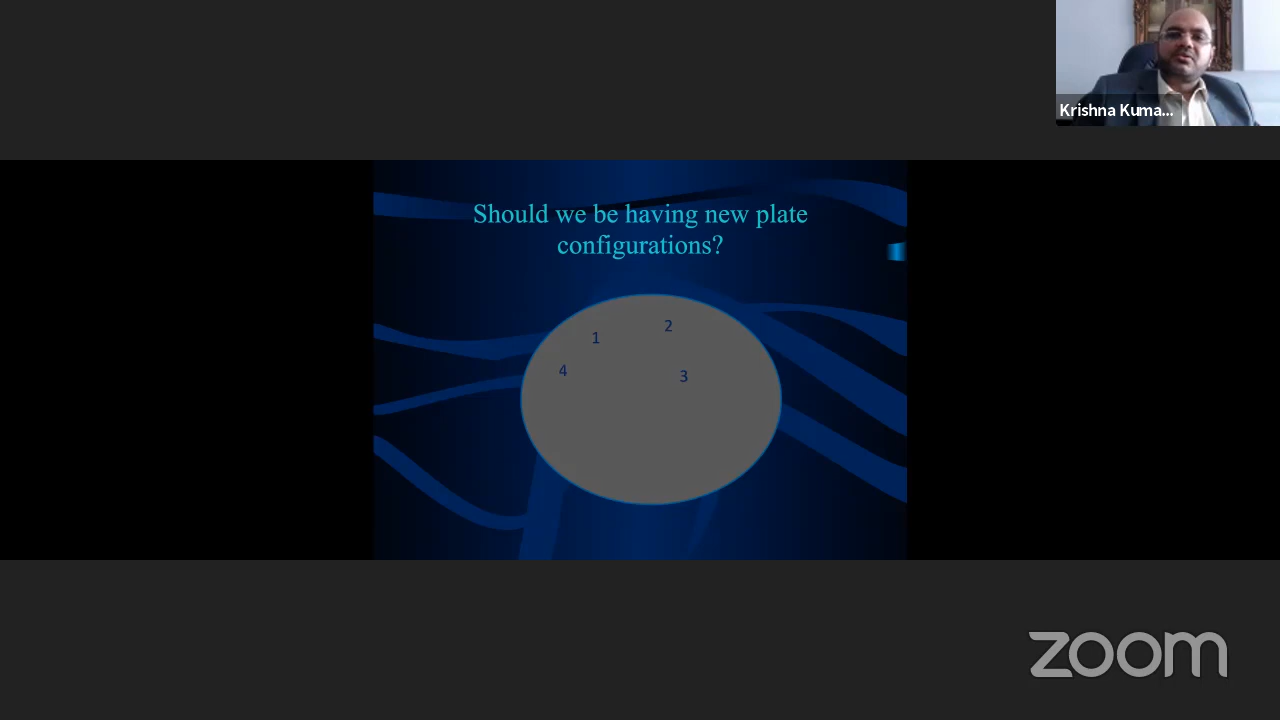 Krishna Kuma...
Should we be having new plate
configurations?
1
2
4
3
zoom